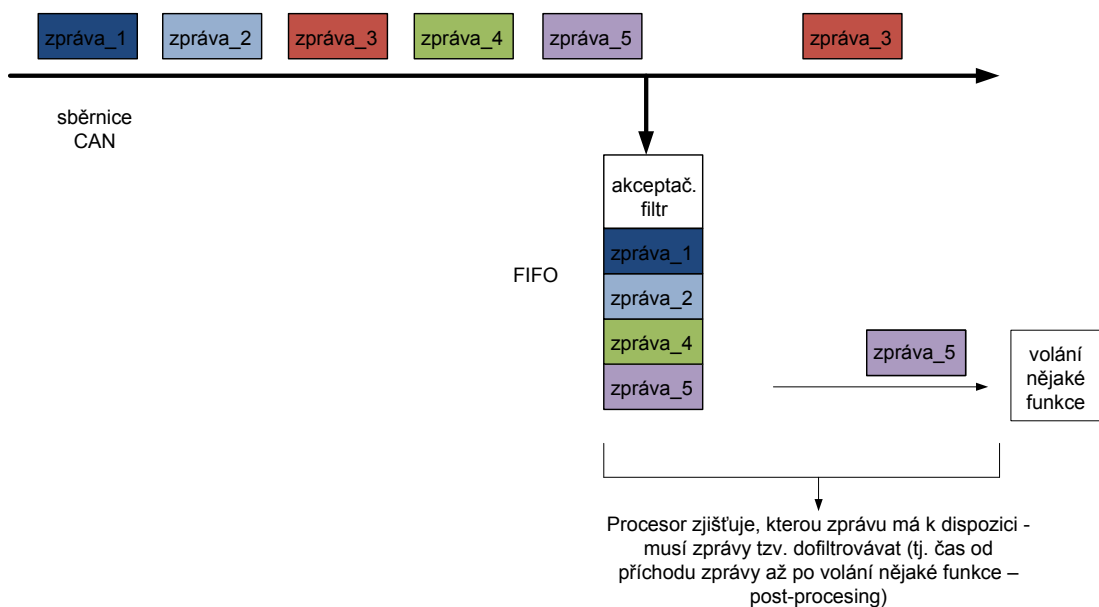 zpráva_1
zpráva_2
zpráva_3
zpráva_4
zpráva_5
zpráva_3
sběrnice
CAN
akceptač.
filtr
FIFO
zpráva_1
zpráva_2
zpráva_4
zpráva_5
zpráva_5
volání
nějaké
funkce
Procesor zjišťuje, kterou zprávu má k dispozici -
musí zprávy tzv. dofiltrovávat (tj. čas od
příchodu zprávy až po volání nějaké funkce –
post-procesing)